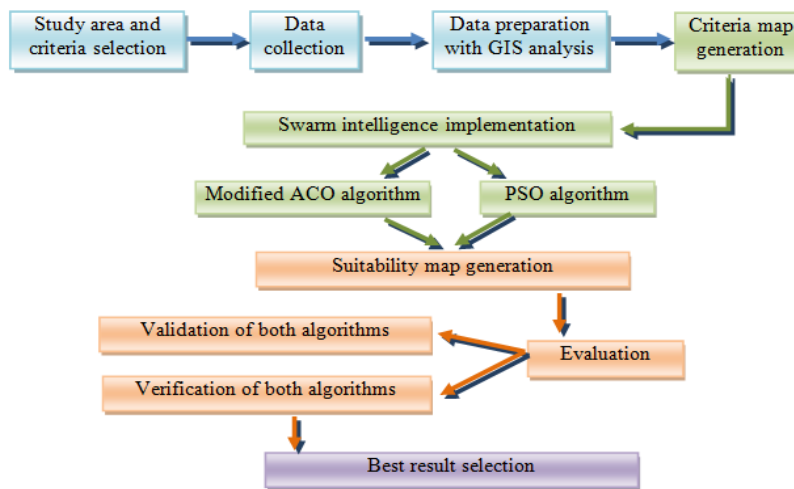 Study area and
criteria selection
Data
collection
Data preparation
with GIS analysis
Criteria map
generation
Swarm intelligence implementation
Modified ACO algorithm
PSO algorithm
Suitability map generation
Validation of both algorithms
Evaluation
Verification of both algorithms
Best result selection